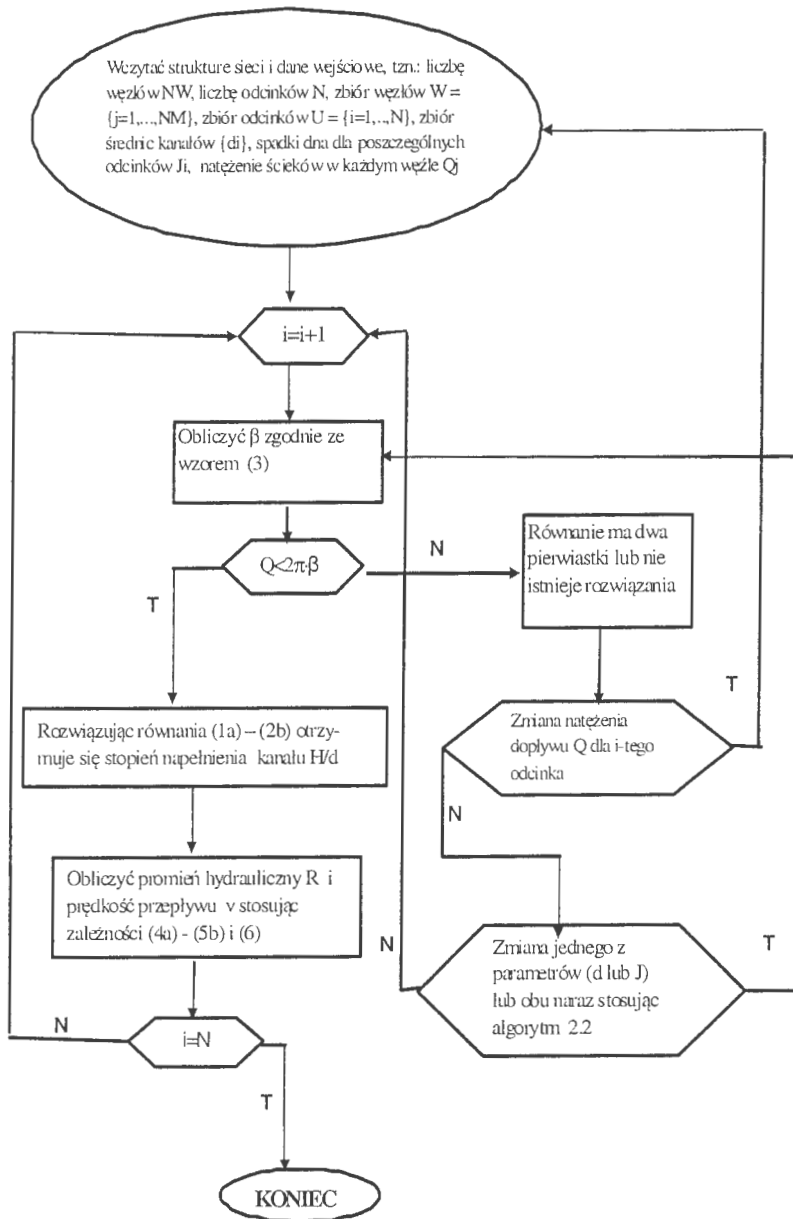 Wczytać strukture sieci i dane wejściowe, tzn.: liczbę
węzłów NW, liczbę odcinków N, zbiór węzłów W =
{j=1,...,NM}, zbiór odcinków U = {i=1,..,N}, zbiór
średnic kanałów {di}, spadki dna dla poszczególnych
odcinków Ji, natężenie ścieków w każdym węźle Qj
i=i+1
Obliczyć β zgodnie ze
wzorem (3)
Q<2π·β
N
T
Równanie ma dwa
pierwiastki lub nie
istnieje rozwiązania
Rozwiązując równania (1a) – (2b) otrzy-
muje się stopień napełnienia kanału H/d
Zmiana natężenia
dopływu Q dla i-tego
odcinka
T
N
Obliczyć promień hydrauliczny R i
prędkość przepływu v stosując
zależności (4a) - (5b) i (6)
Zmiana jednego z
parametrów (d lub J)
lub obu naraz stosując
algorytm 2.2
N
T
i=N
N
T
KONIEC